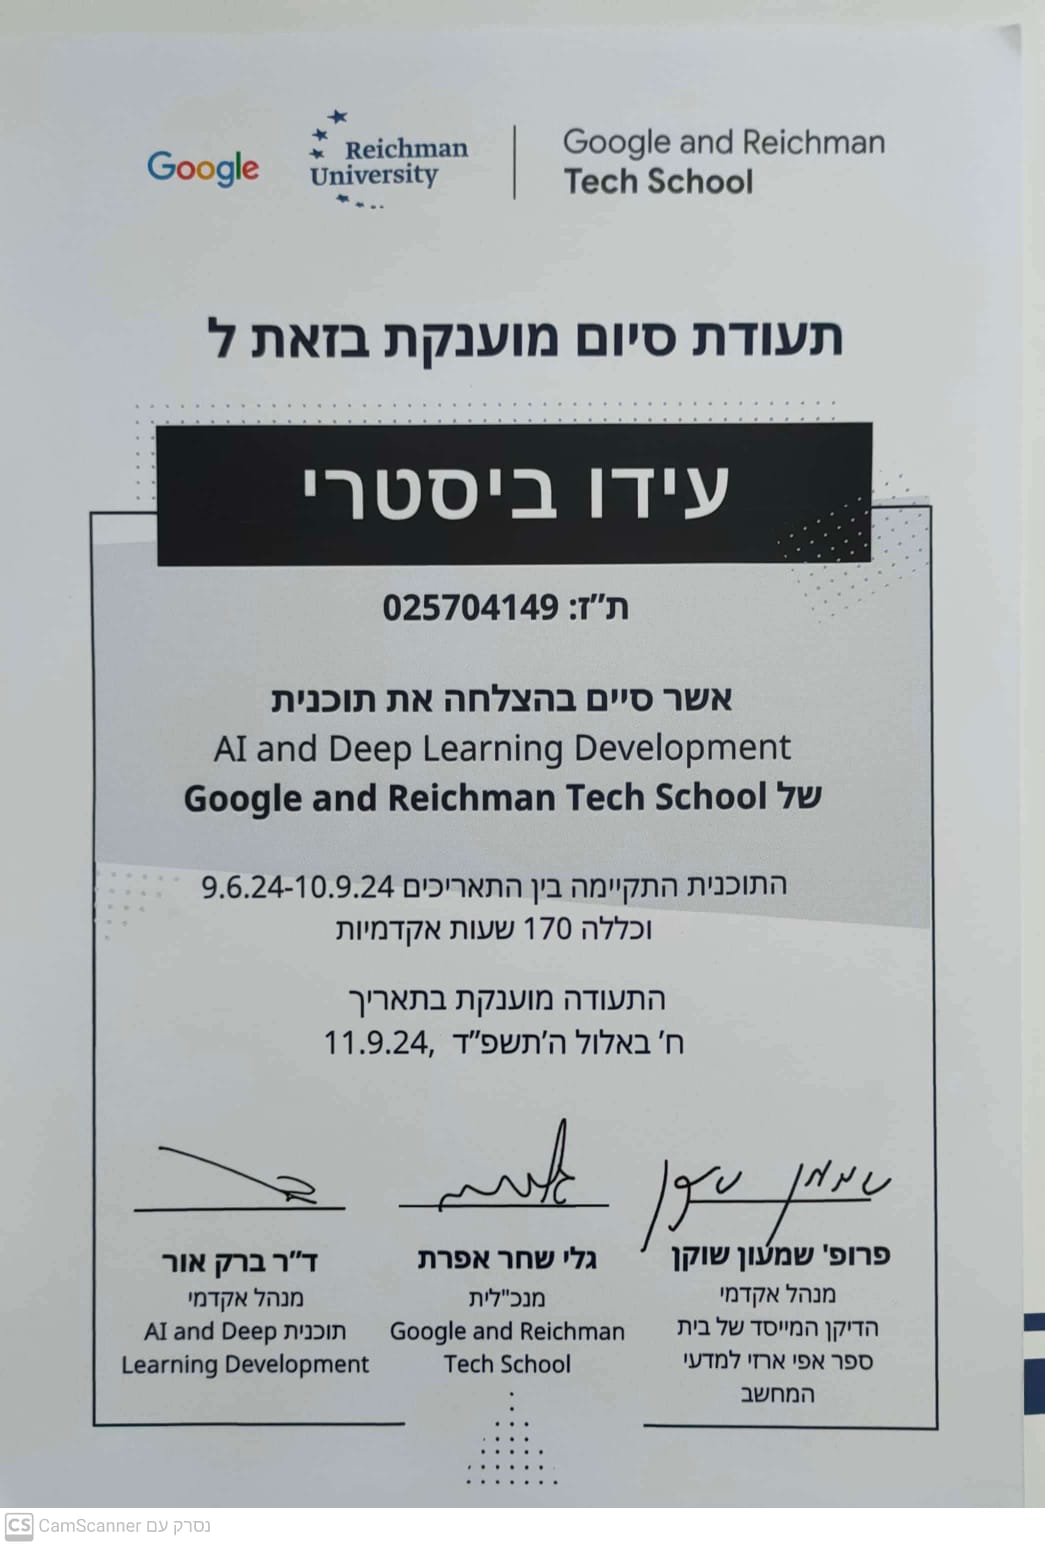 Google
Reichman
University
Google and Reichman
Tech School
תעודת סיום מוענקת בזאת ל
עידו ביסטרי
ת״ז: 025704149
אשר סיים בהצלחה את תוכנית
AI and Deep Learning Development
של Google and Reichman Tech School
התוכנית התקיימה בין התאריכים 9.6.24-10.9.24
וכללה 170 שעות אקדמיות
התעודה מוענקת בתאריך
ח׳ באלול ה׳תשפ״ד ,11.9.24
שמעון שוקן
פרופ' שמעון שוקן
מנהל אקדמי
הדיקן המייסד של בית
ספר אפי ארזי למדעי
המחשב
גלי שחר אפרת
מנכ"לית
Google and Reichman
Tech School
ד״ר ברק אור
מנהל אקדמי
תוכנית AI and Deep
Learning Development
CS נסרק עם CamScanner